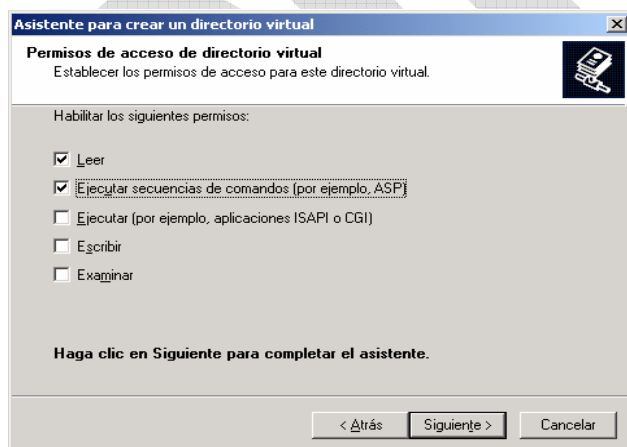 Asistente para crear un directorio virtual
Permisos de acceso de directorio virtual
Establecer los permisos de acceso para este directorio virtual.
Habilitar los siguientes permisos:
Leer
Ejecutar secuencias de comandos (por ejemplo, ASP)
Ejecutar (por ejemplo, aplicaciones ISAPI o CGI)
Escribir
Examinar
Haga clic en Siguiente para completar el asistente.
< Atrás Siguiente > Cancelar